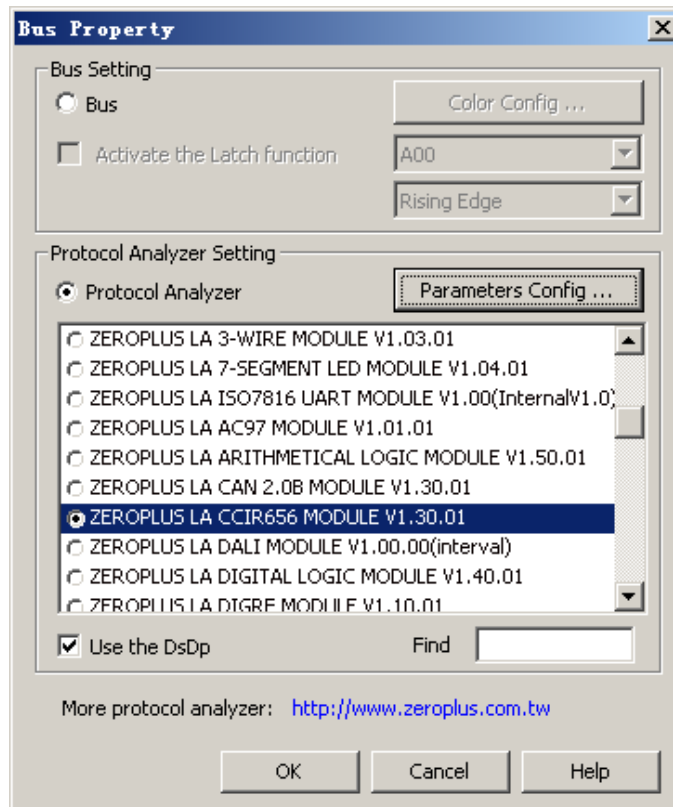 Bus Property
Bus Setting
Bus
Color Config ...
Activate the Latch function
A00
Rising Edge
Protocol Analyzer Setting
Protocol Analyzer
Parameters Config ...
ZEROPLUS LA 3-WIRE MODULE V1.03.01
ZEROPLUS LA 7-SEGMENT LED MODULE V1.04.01
ZEROPLUS LA ISO7816 UART MODULE V1.00(InternalV1.0)
ZEROPLUS LA AC97 MODULE V1.01.01
ZEROPLUS LA ARITHMETICAL LOGIC MODULE V1.50.01
ZEROPLUS LA CAN 2.0B MODULE V1.30.01
ZEROPLUS LA CCIR656 MODULE V1.30.01
ZEROPLUS LA DALI MODULE V1.00.00(interval)
ZEROPLUS LA DIGITAL LOGIC MODULE V1.40.01
ZEROPLUS LA DIGRF MODULE V1.10.01
Use the DsDp
Find
More protocol analyzer: http://www.zeroplus.com.tw
OK
Cancel
Help